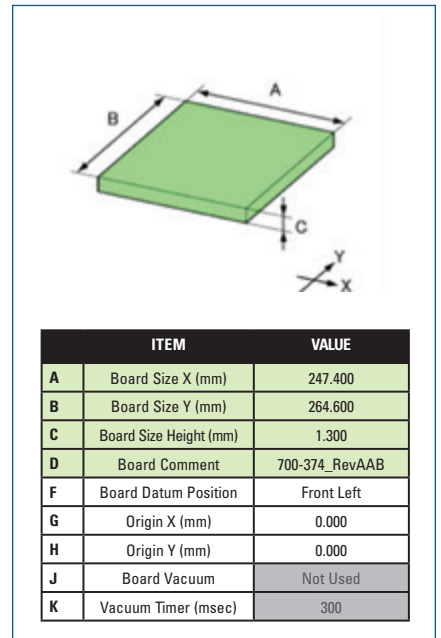 A
B
C
Y
X
ITEM VALUE
A Board Size X (mm) 247.400
B Board Size Y (mm) 264.600
C Board Size Height (mm) 1.300
D Board Comment 700-374_RevAAB
F Board Datum Position Front Left
G Origin X (mm) 0.000
H Origin Y (mm) 0.000
J Board Vacuum Not Used
K Vacuum Timer (msec) 300